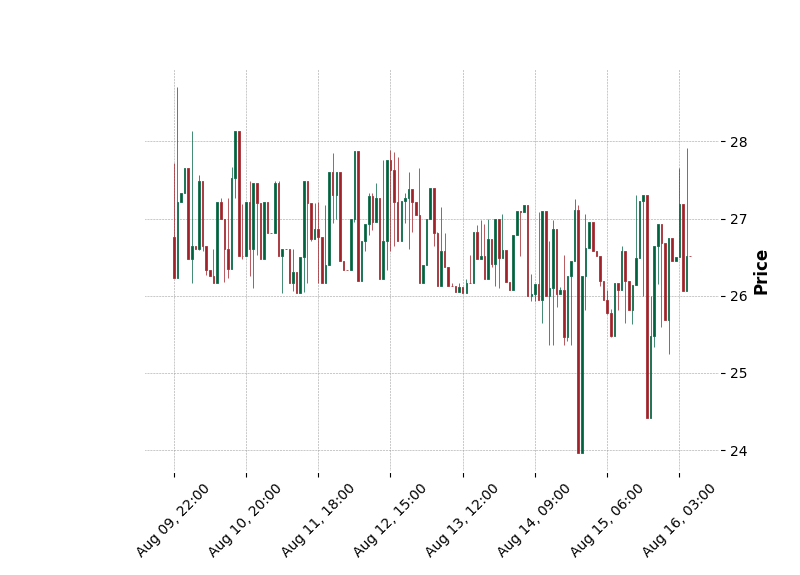 28
27
26
25
24
Price
Aug 09, 22:00
Aug 10, 20:00
Aug 11, 18:00
Aug 12, 15:00
Aug 13, 12:00
Aug 14, 09:00
Aug 15, 06:00
Aug 16, 03:00